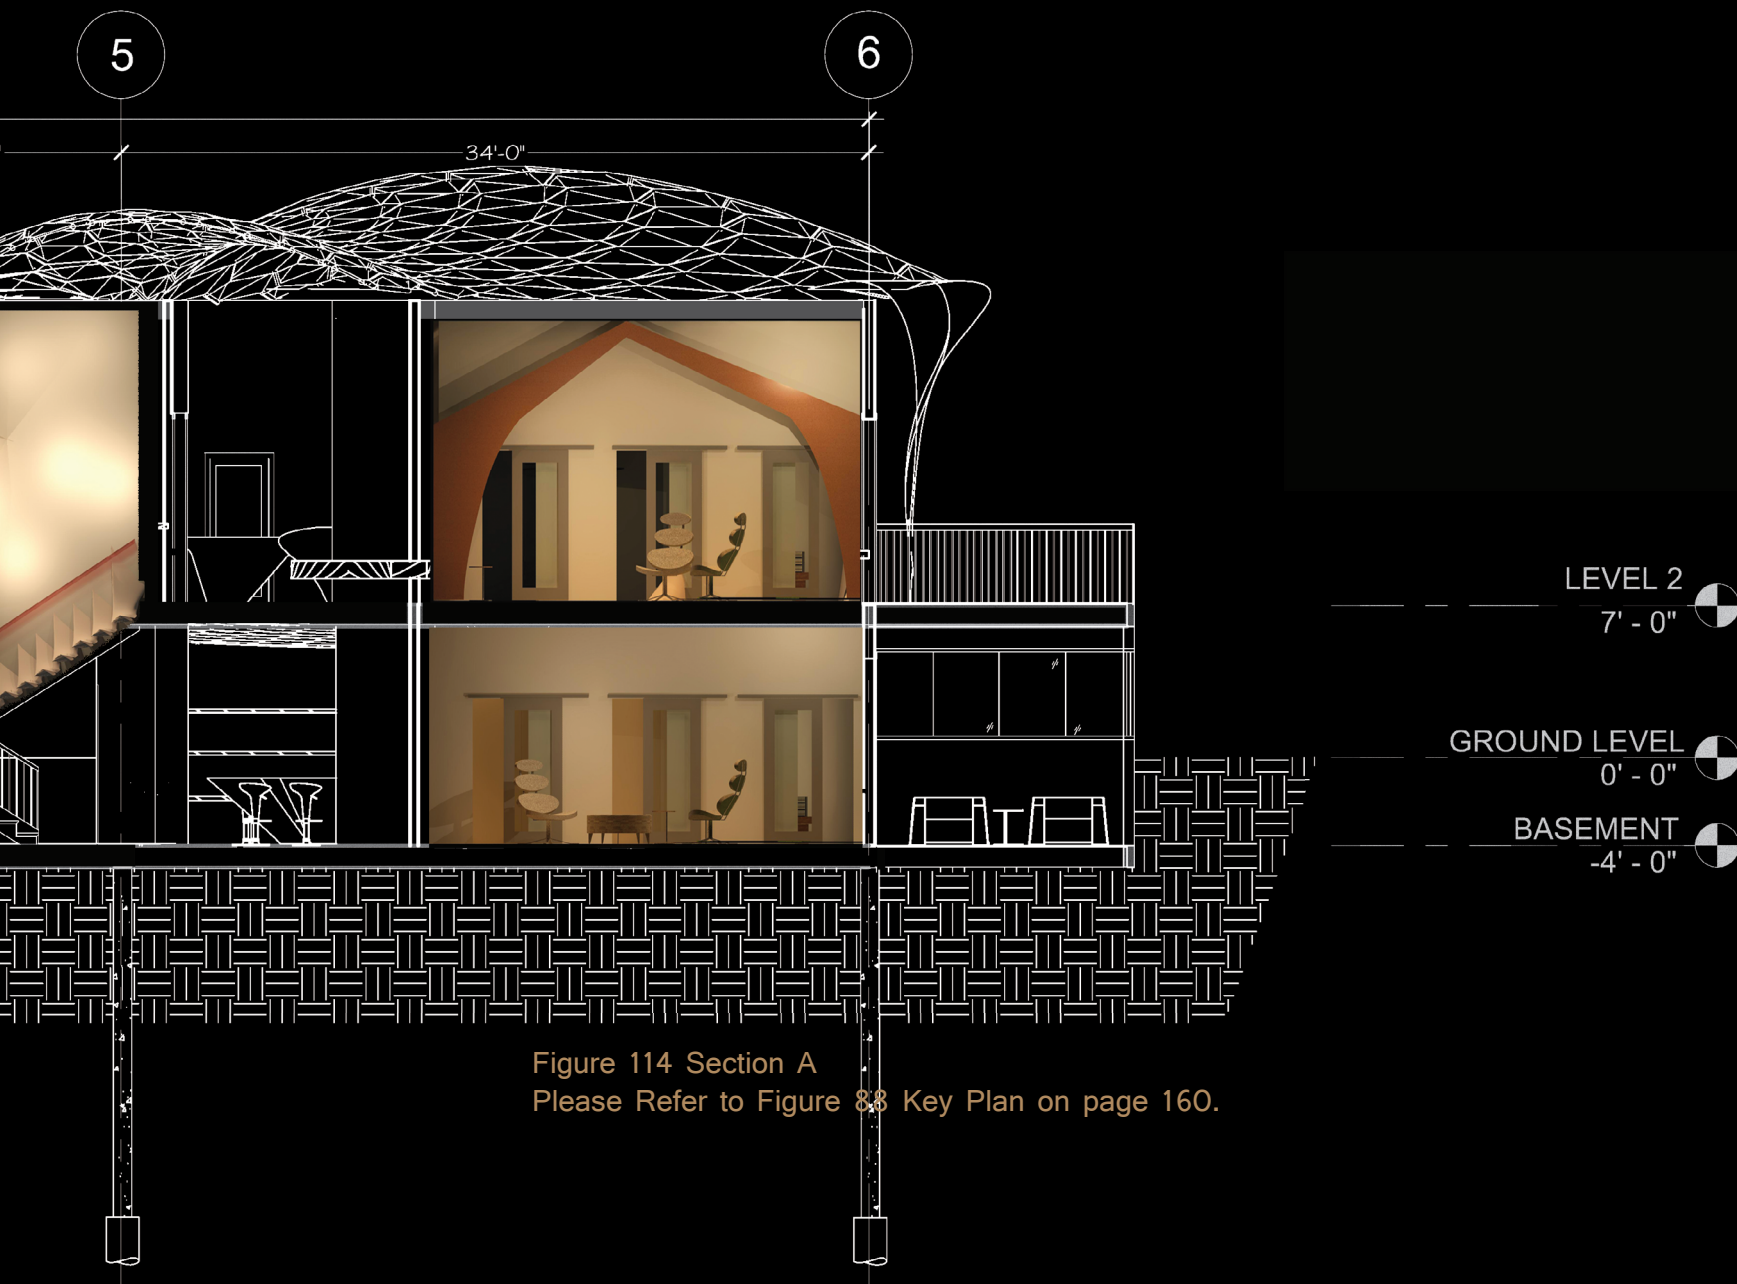 5
6
34'-0"
LEVEL 2
7' - 0"
GROUND LEVEL
0' - 0"
BASEMENT
-4' - 0"
Figure 114 Section A
Please Refer to Figure 88 Key Plan on page 160.